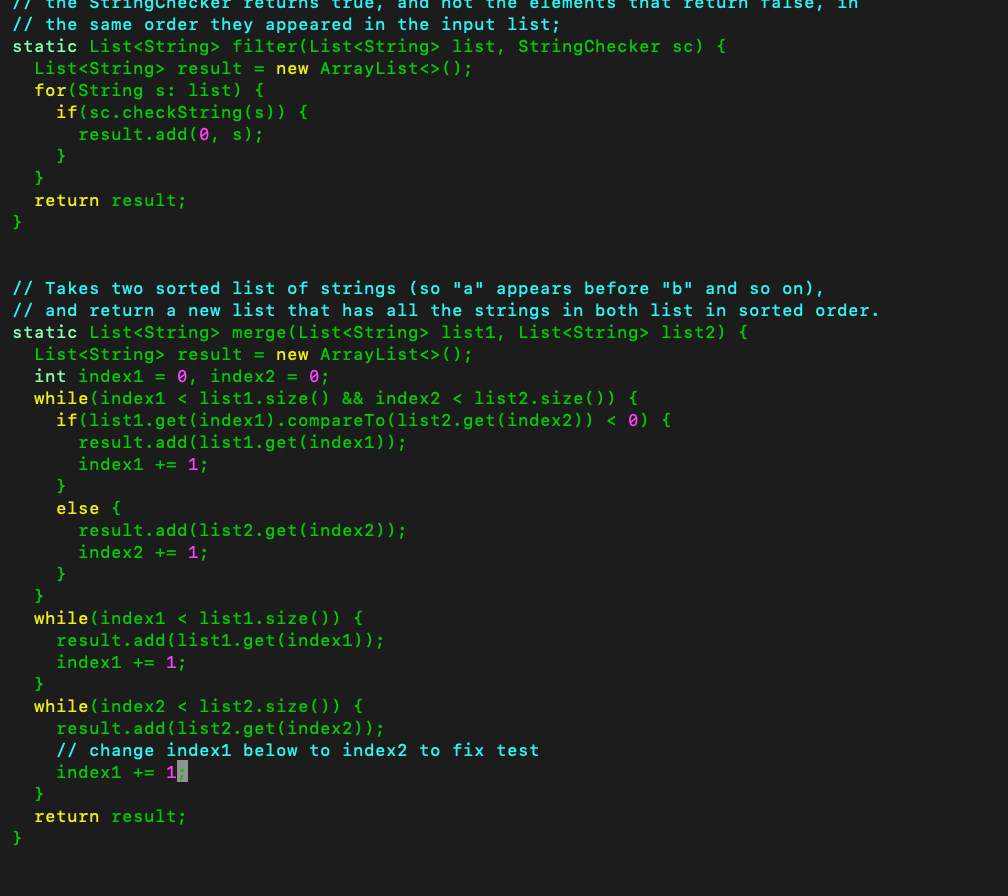 // the StringChecker returns true, and not the elements that return false, in
// the same order they appeared in the input list;
static List<String> filter(List<String> list, StringChecker sc) {
  List<String> result = new ArrayList<>();
  for(String s: list) {
    if(sc.checkString(s)) {
      result.add(0, s);
    }
  }
  return result;
}


// Takes two sorted list of strings (so "a" appears before "b" and so on),
// and return a new list that has all the strings in both list in sorted order.
static List<String> merge(List<String> list1, List<String> list2) {
  List<String> result = new ArrayList<>();
  int index1 = 0, index2 = 0;
  while(index1 < list1.size() && index2 < list2.size()) {
    if(list1.get(index1).compareTo(list2.get(index2)) < 0) {
      result.add(list1.get(index1));
      index1 += 1;
    }
    else {
      result.add(list2.get(index2));
      index2 += 1;
    }
  }
  while(index1 < list1.size()) {
    result.add(list1.get(index1));
    index1 += 1;
  }
  while(index2 < list2.size()) {
    result.add(list2.get(index2));
    // change index1 below to index2 to fix test
    index1 += 1;
  }
  return result;
}